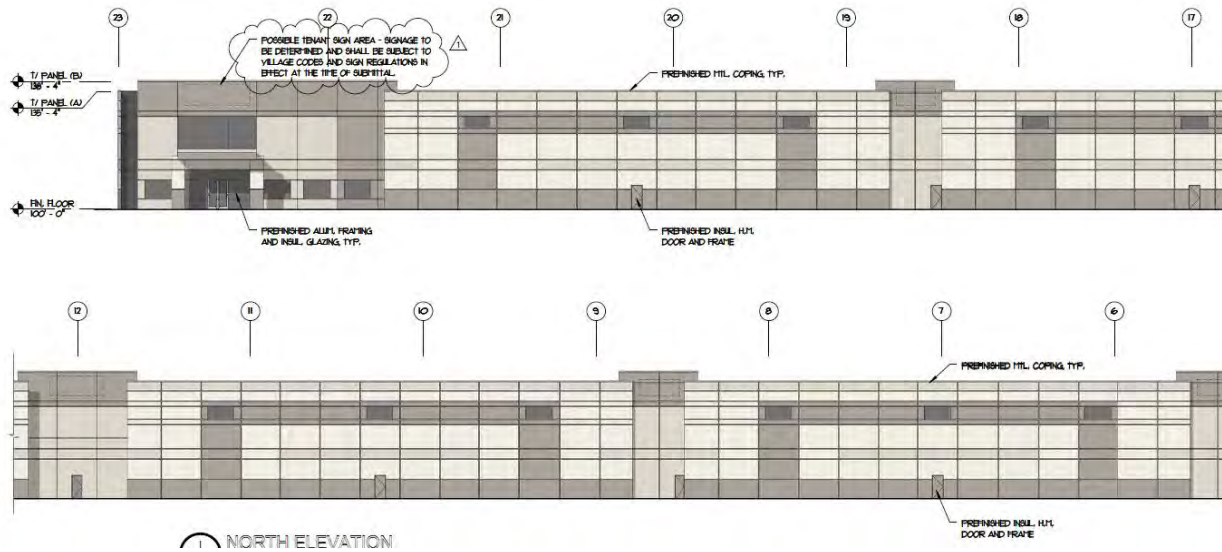 23
22
21
20
19
18
17
POSSIBLE TENANT SIGN AREA - SIGNAGE TO
BE DETERMINED AND SHALL BE SUBJECT TO
VILLAGE CODES AND SIGN REGULATIONS IN
EFFECT AT THE TIME OF SUBMITTAL.
1
T/ PANEL (B)
138' - 4"
T/ PANEL (A)
135' - 4"
PREFINISHED MTL. COPING, TYP.
FIN. FLOOR
100' - 0"
PREFINISHED ALUM. FRAMING
AND INSUL. GLAZING, TYP.
PREFINISHED INSUL. H.M.
DOOR AND FRAME
12
11
10
9
8
7
6
PREFINISHED MTL. COPING, TYP.
PREFINISHED INSUL. H.M.
DOOR AND FRAME
1
NORTH ELEVATION